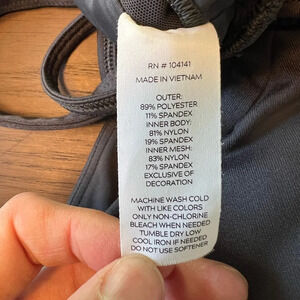 RN # 104141
MADE IN VIETNAM
OUTER:
89% POLYESTER
11% SPANDEX
INNER BODY:
81% NYLON
19% SPANDEX
INNER MESH:
83% NYLON
17% SPANDEX
EXCLUSIVE OF
DECORATION
MACHINE WASH COLD
WITH LIKE COLORS
ONLY NON-CHLORINE
BLEACH WHEN NEEDED
TUMBLE DRY LOW
COOL IRON IF NEEDED
DO NOT USE SOFTENER